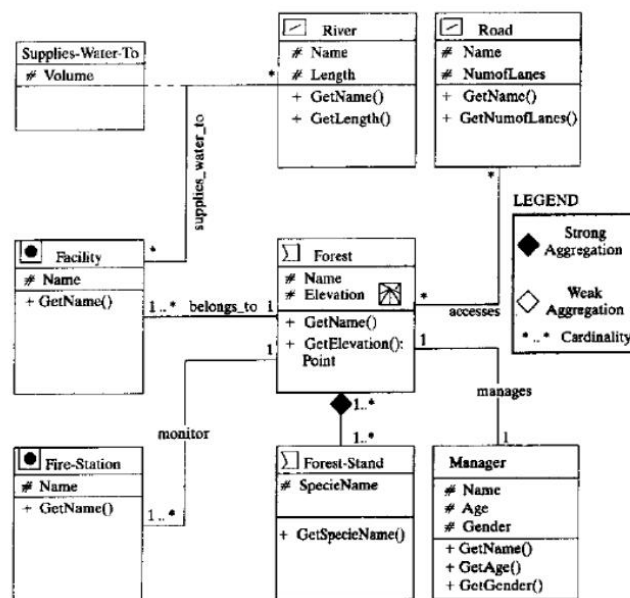 Supplies-Water-To
# Volume
River
# Name
# Length
+ GetName()
+ GetLength()
Road
# Name
# NumofLanes
+ GetName()
+ GetNumofLanes()
*
supplies_water_to
*
*
LEGEND
Strong
Aggregation
Weak
Aggregation
* .. * Cardinality
Facility
# Name
+ GetName()
1..*
belongs_to
1
Forest
# Name
# Elevation
+ GetName()
+ GetElevation():
Point
*
accesses
1
1
manages
1
monitor
1..*
1..*
1..*
Fire-Station
# Name
+ GetName()
Forest-Stand
# SpecieName
+ GetSpecieName()
Manager
# Name
# Age
# Gender
+ GetName()
+ GetAge()
+ GetGender()